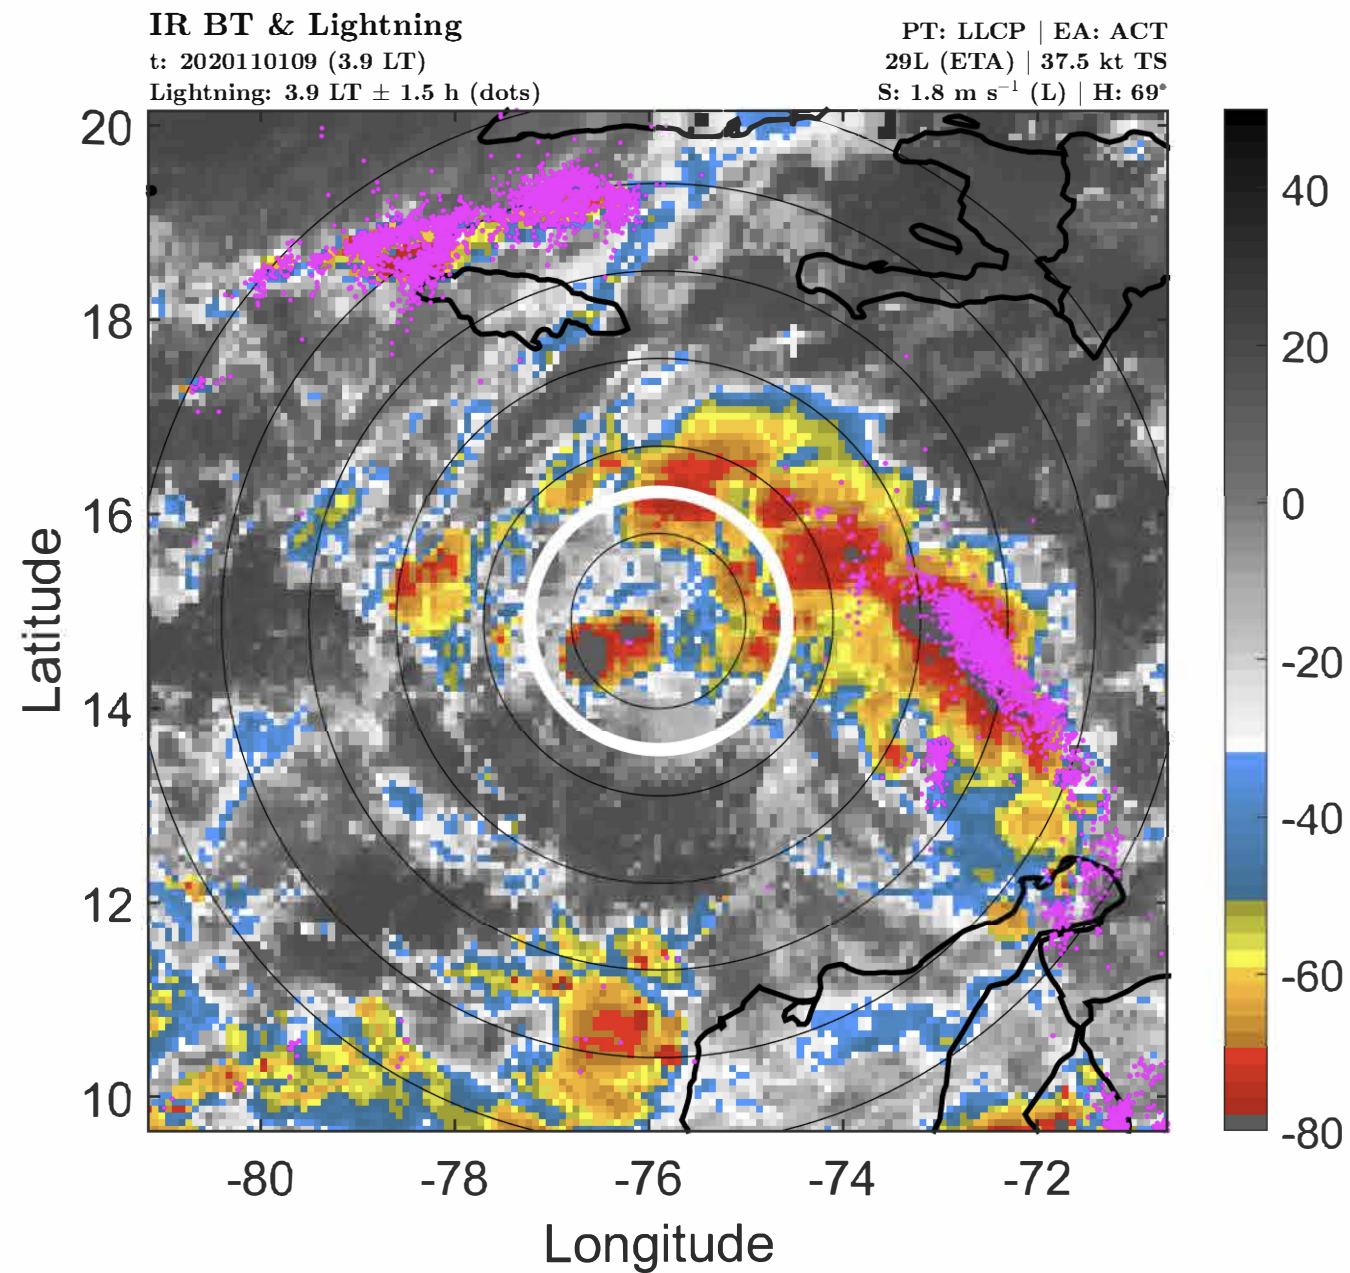 IR BT & Lightning
t: 2020110109 (3.9 LT)
Lightning: 3.9 LT ± 1.5 h (dots)
PT: LLCP | EA: ACT
29L (ETA) | 37.5 kt TS
S: 1.8 m s⁻¹ (L) | H: 69°
20
18
16
14
12
10
Latitude
-80
-78
-76
-74
-72
Longitude
40
20
0
-20
-40
-60
-80